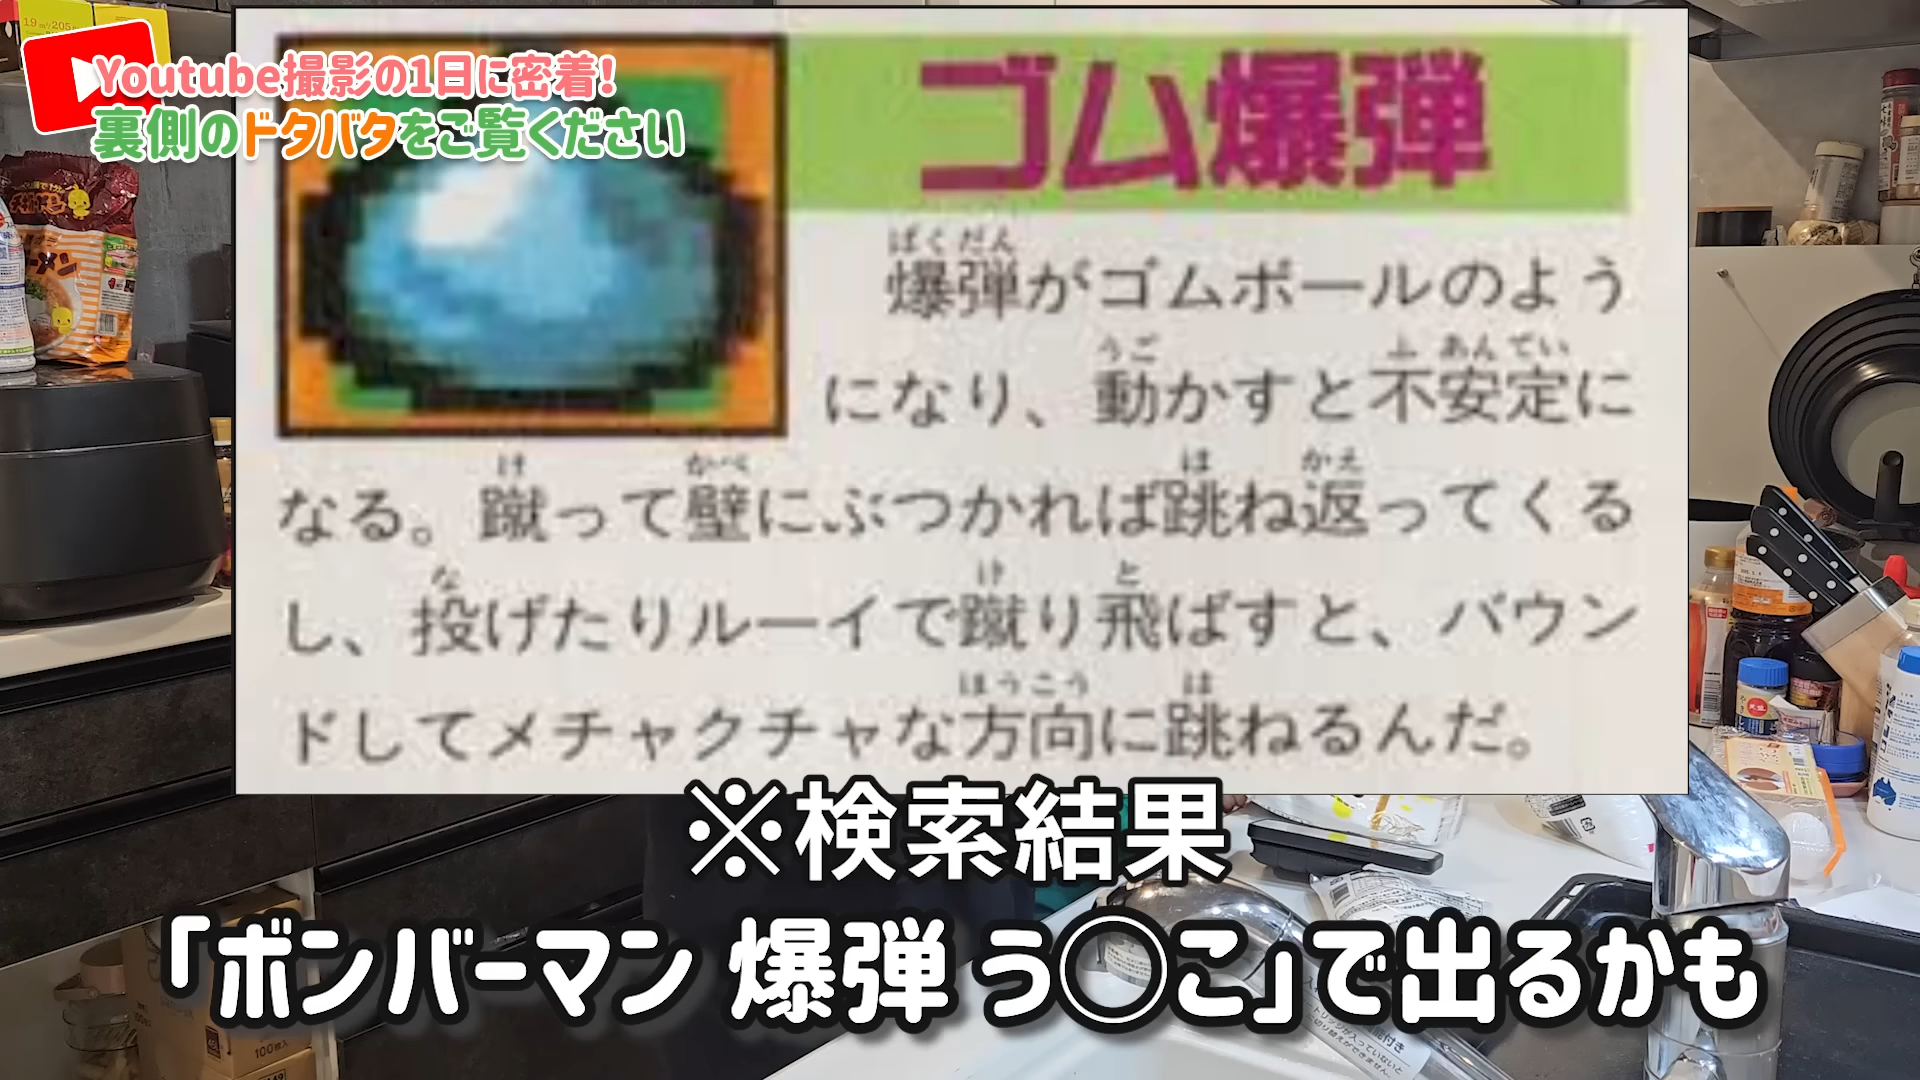 Youtube撮影の1日に密着!
裏側のドタバタをご覧ください
ゴム爆弾
ばくだん
爆弾がゴムボールのよう
うご ふ あんてい
になり、動かすと不安定に
け かべ は かえ
なる。蹴って壁にぶつかれば跳ね返ってくる
な け と
し、投げたりルーイで蹴り飛ばすと、バウン
ほうこう は
ドしてメチャクチャな方向に跳ねるんだ。
※検索結果
「ボンバーマン 爆弾 う◯こ」で出るかも